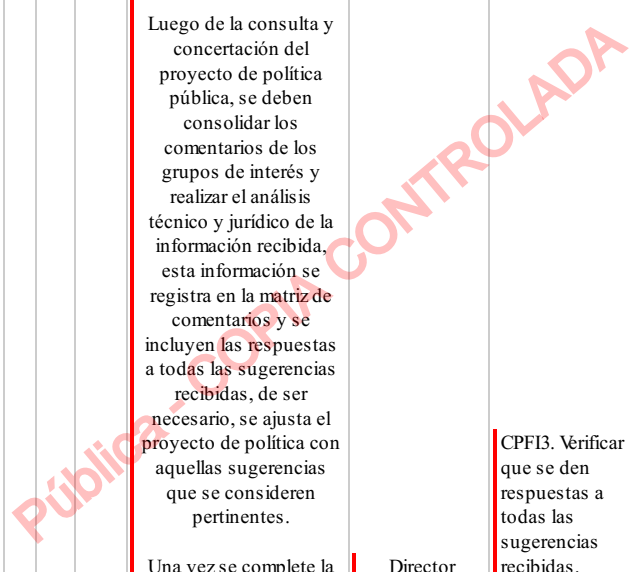 Luego de la consulta y
concertación del
proyecto de política
pública, se deben
consolidar los
comentarios de los
grupos de interés y
realizar el análisis
técnico y jurídico de la
información recibida,
esta información se
registra en la matriz de
comentarios y se
incluyen las respuestas
a todas las sugerencias
recibidas, de ser
necesario, se ajusta el
proyecto de política con
aquellas sugerencias
que se consideren
pertinentes.
Una vez se complete la
Director
CPFI3. Verificar
que se den
respuestas a
todas las
sugerencias
recibidas.
Pública - COPIA CONTROLADA